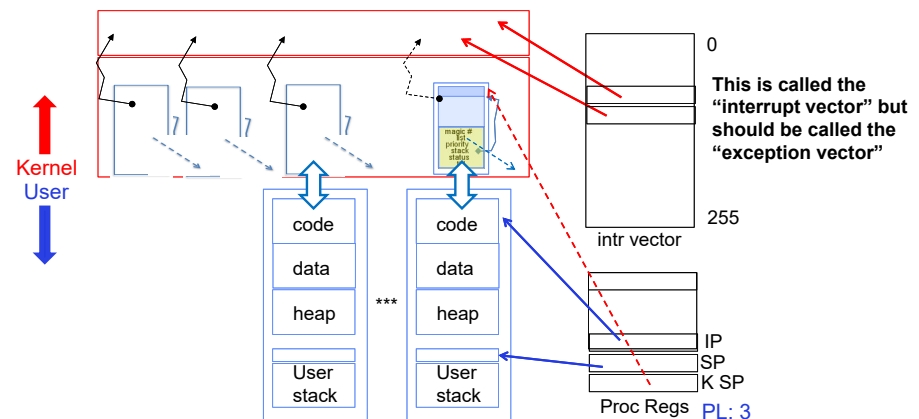 0
This is called the
“interrupt vector” but
should be called the
“exception vector”
255
intr vector
Kernel
User
magic #
list
priority
stack
status
code
data
heap
User
stack
***
code
data
heap
User
stack
IP
SP
K SP
Proc Regs
PL: 3